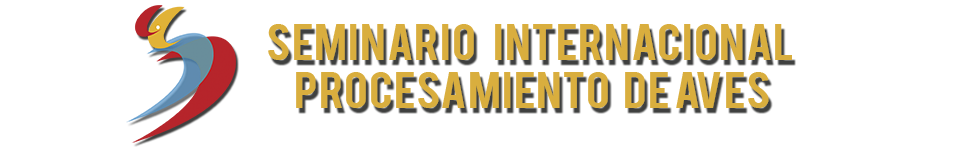 SEMINARIO INTERNACIONAL
PROCESAMIENTO DE AVES